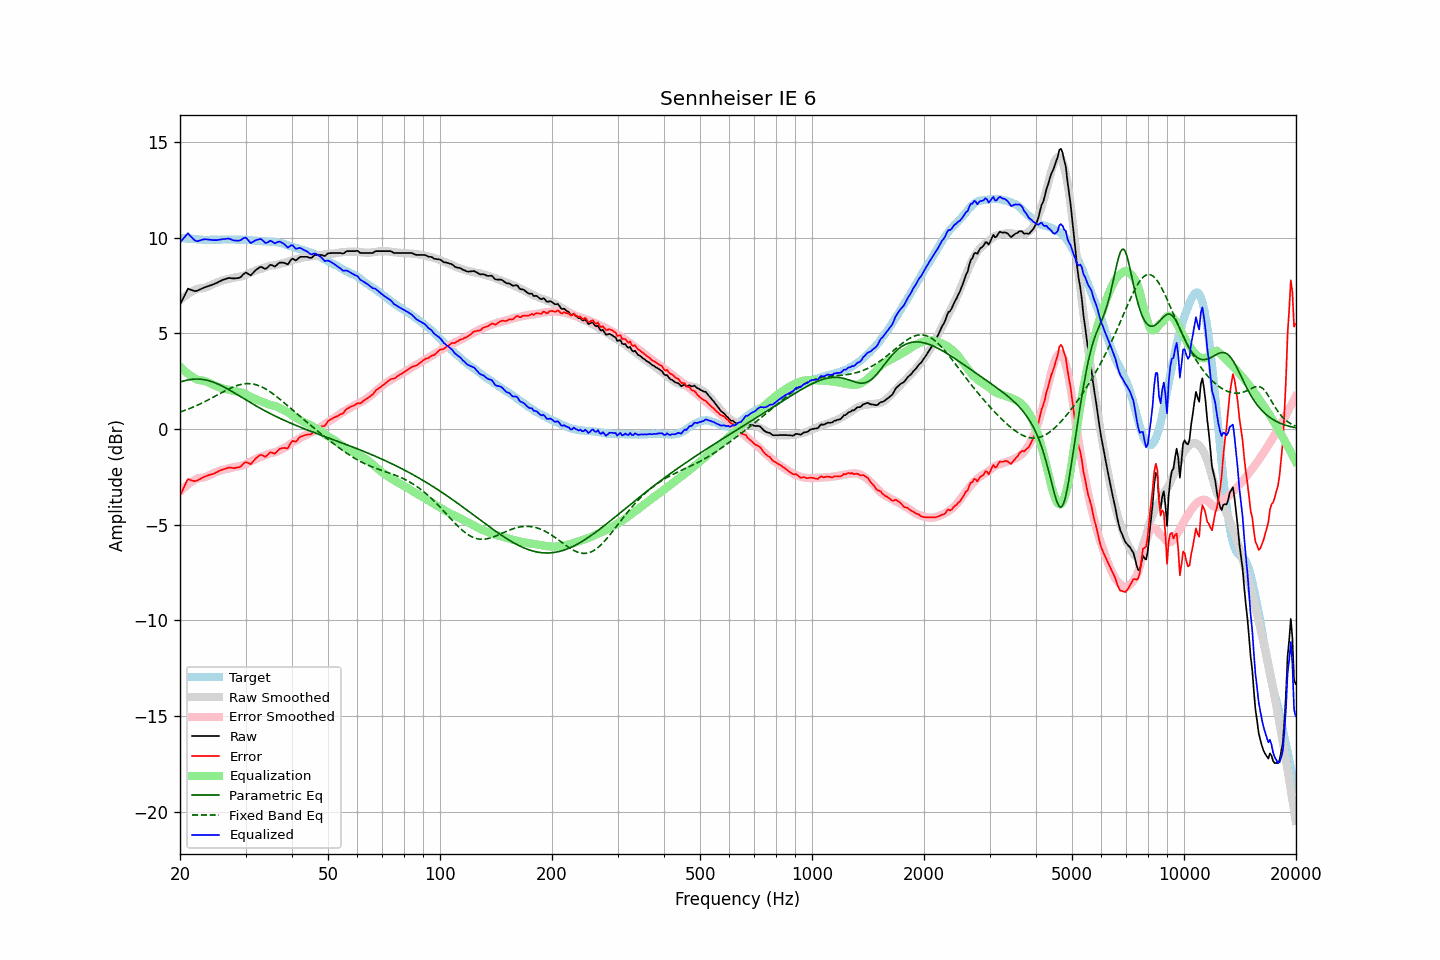 Sennheiser IE 6
Amplitude (dBr)
15
10
5
0
−5
−10
−15
−20
Target
Raw Smoothed
Error Smoothed
Raw
Error
Equalization
Parametric Eq
Fixed Band Eq
Equalized
20 50 100 200 500 1000 2000 5000 10000 20000
Frequency (Hz)